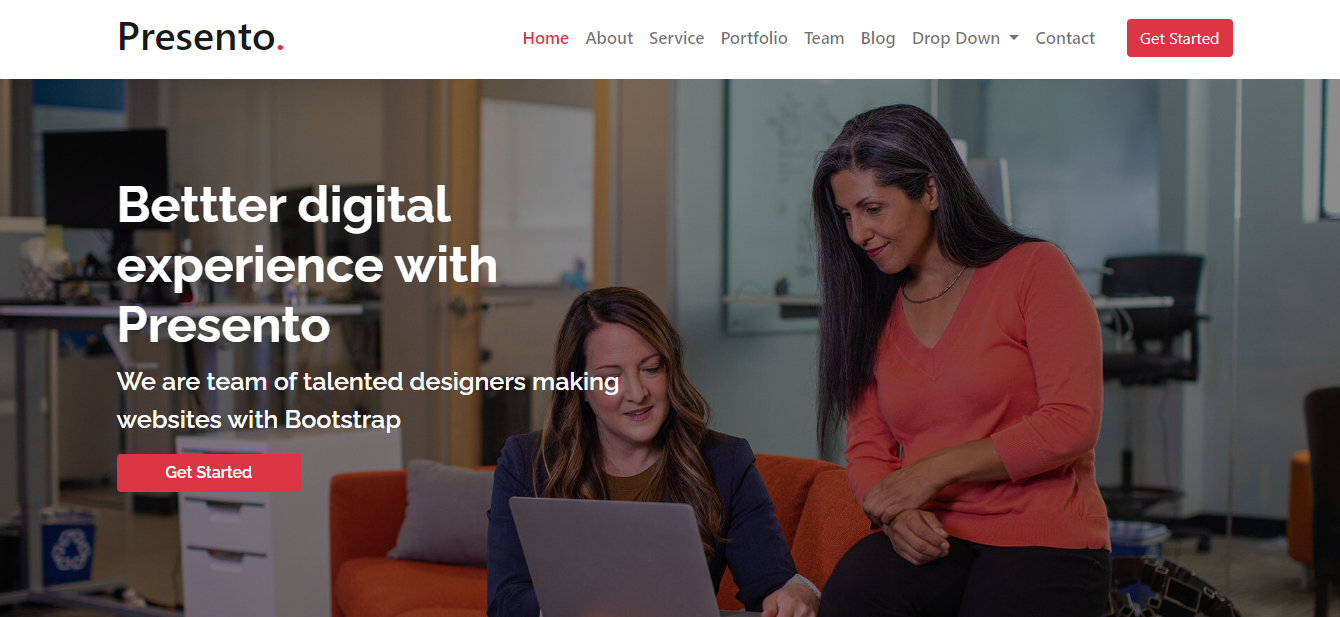 Presento.
Home About Service Portfolio Team Blog Drop Down Contact Get Started
Bettter digital
experience with
Presento
We are team of talented designers making
websites with Bootstrap
Get Started